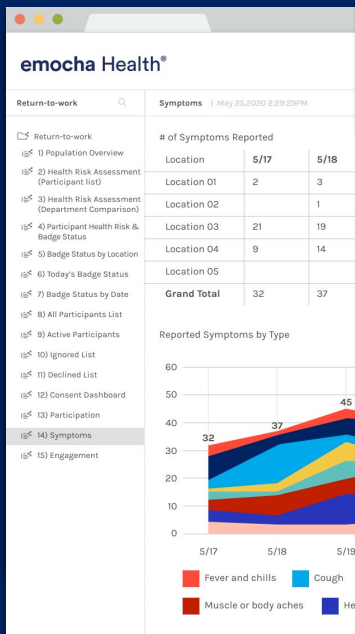 emocha Health®
Return-to-work
Symptoms | May 25,2020 2:29:29PM
Return-to-work
1) Population Overview
2) Health Risk Assessment
(Participant list)
3) Health Risk Assessment
(Department Comparison)
4) Participant Health Risk &
Badge Status
5) Badge Status by Location
6) Today's Badge Status
7) Badge Status by Date
8) All Participants List
9) Active Participants
10) Ignored List
11) Declined List
12) Consent Dashboard
13) Participation
14) Symptoms
15) Engagement
# of Symptoms Reported
Location 5/17 5/18
Location 01 2 3
Location 02 1
Location 03 21 19
Location 04 9 14
Location 05
Grand Total 32 37
Reported Symptoms by Type
60
50
40
30
20
10
0
32 37 45
5/17 5/18 5/19
Fever and chills Cough
Muscle or body aches He